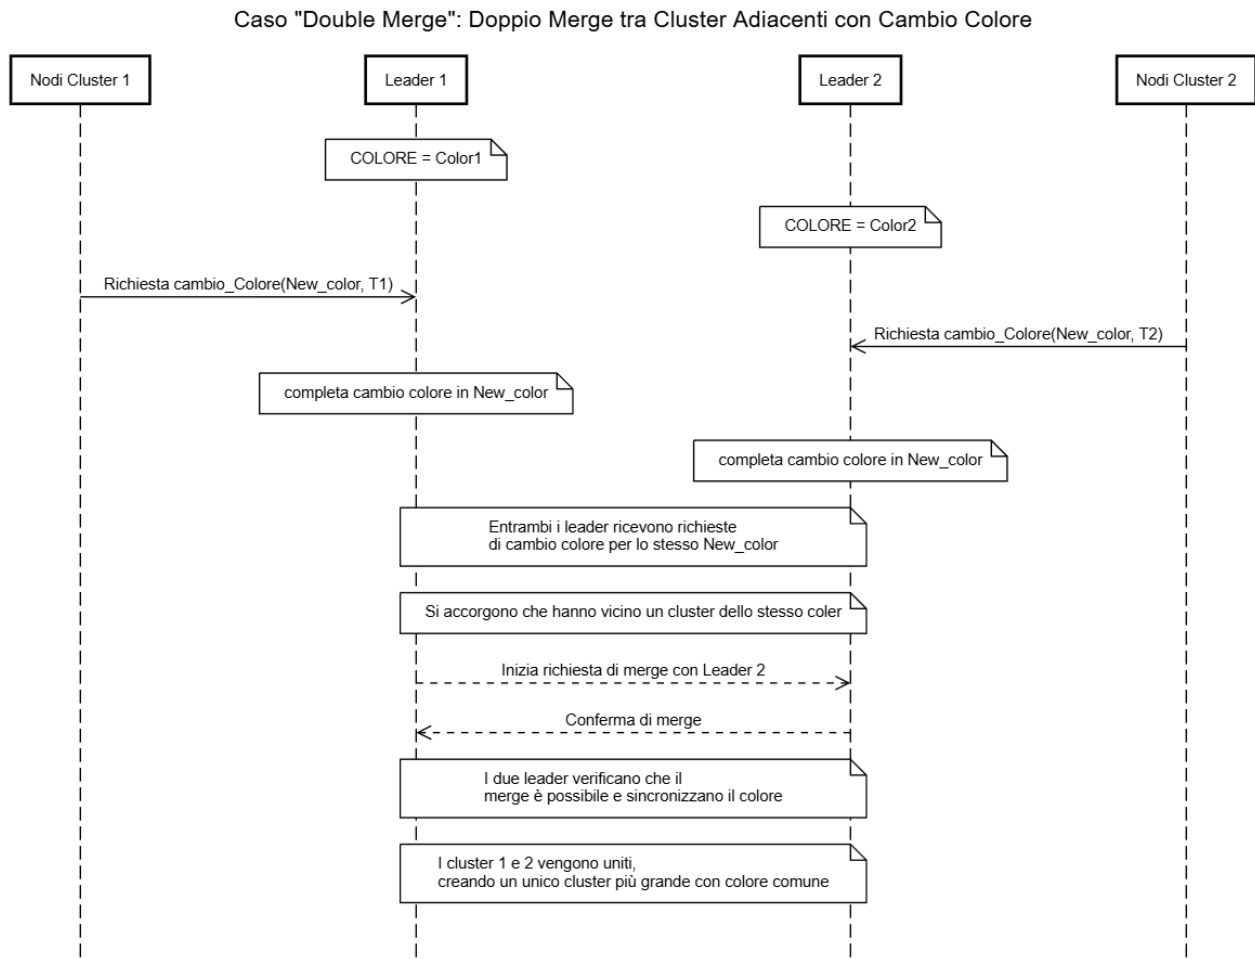 Caso "Double Merge": Doppio Merge tra Cluster Adiacenti con Cambio Colore
Nodi Cluster 1
Leader 1
Leader 2
Nodi Cluster 2
COLORE = Color1
COLORE = Color2
Richiesta cambio_Colore(New_color, T1)
Richiesta cambio_Colore(New_color, T2)
completa cambio colore in New_color
completa cambio colore in New_color
Entrambi i leader ricevono richieste
di cambio colore per lo stesso New_color
Si accorgono che hanno vicino un cluster dello stesso coler
Inizia richiesta di merge con Leader 2
Conferma di merge
I due leader verificano che il
merge è possibile e sincronizzano il colore
I cluster 1 e 2 vengono uniti,
creando un unico cluster più grande con colore comune